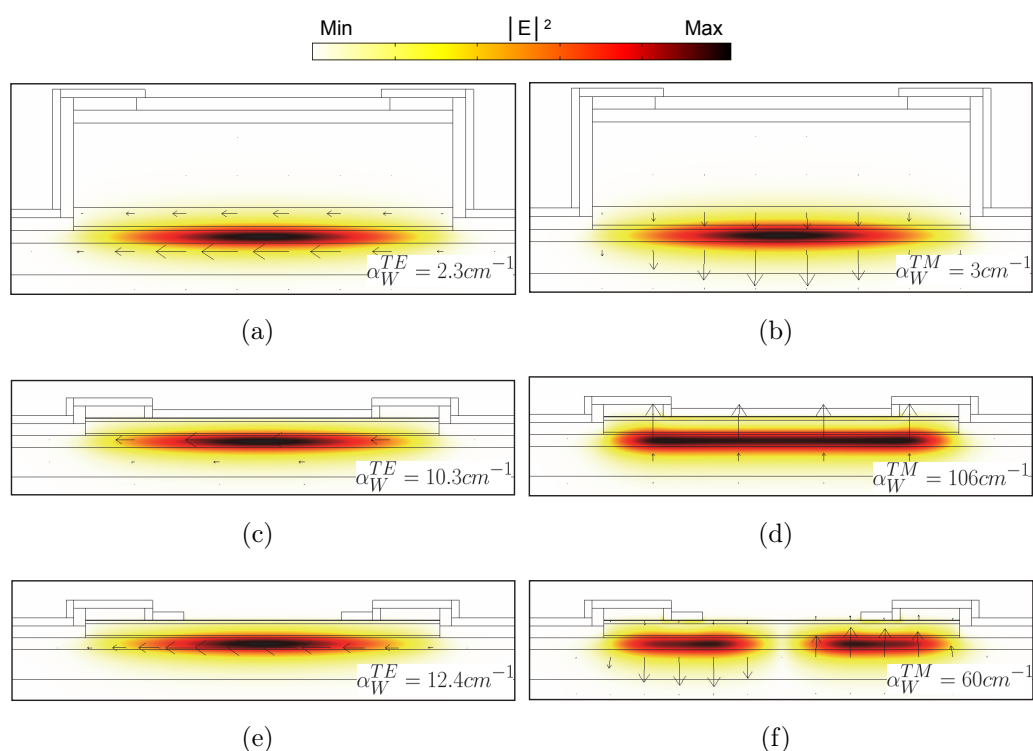 Min |E|² Max
α_W^{TE} = 2.3cm⁻¹ α_W^{TM} = 3cm⁻¹
(a) (b)
α_W^{TE} = 10.3cm⁻¹ α_W^{TM} = 106cm⁻¹
(c) (d)
α_W^{TE} = 12.4cm⁻¹ α_W^{TM} = 60cm⁻¹
(e) (f)